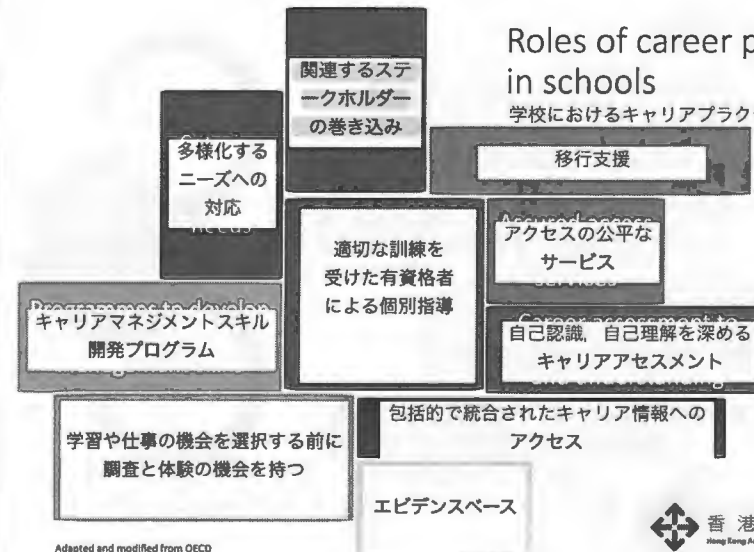 Roles of career p
in schools
学校におけるキャリアプラク
関連するステ
ークホルダー
の巻き込み
多様化する
ニーズへの
対応
移行支援
適切な訓練を
受けた有資格者
による個別指導
アクセスの公平な
サービス
キャリアマネジメントスキル
開発プログラム
自己認識，自己理解を深める
キャリアアセスメント
学習や仕事の機会を選択する前に
調査と体験の機会を持つ
包括的で統合されたキャリア情報への
アクセス
エビデンスベース
香 港
Adapted and modified from OECD